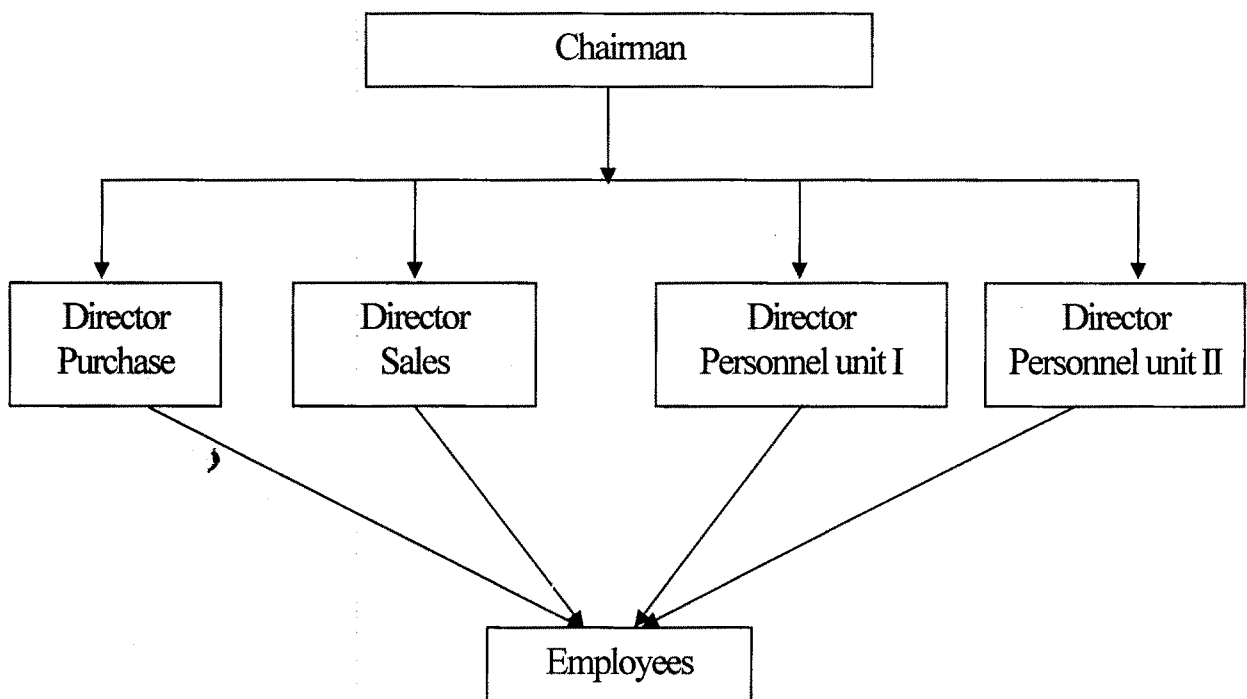 Chairman
Director
Purchase
Director
Sales
Director
Personnel unit I
Director
Personnel unit II
Employees